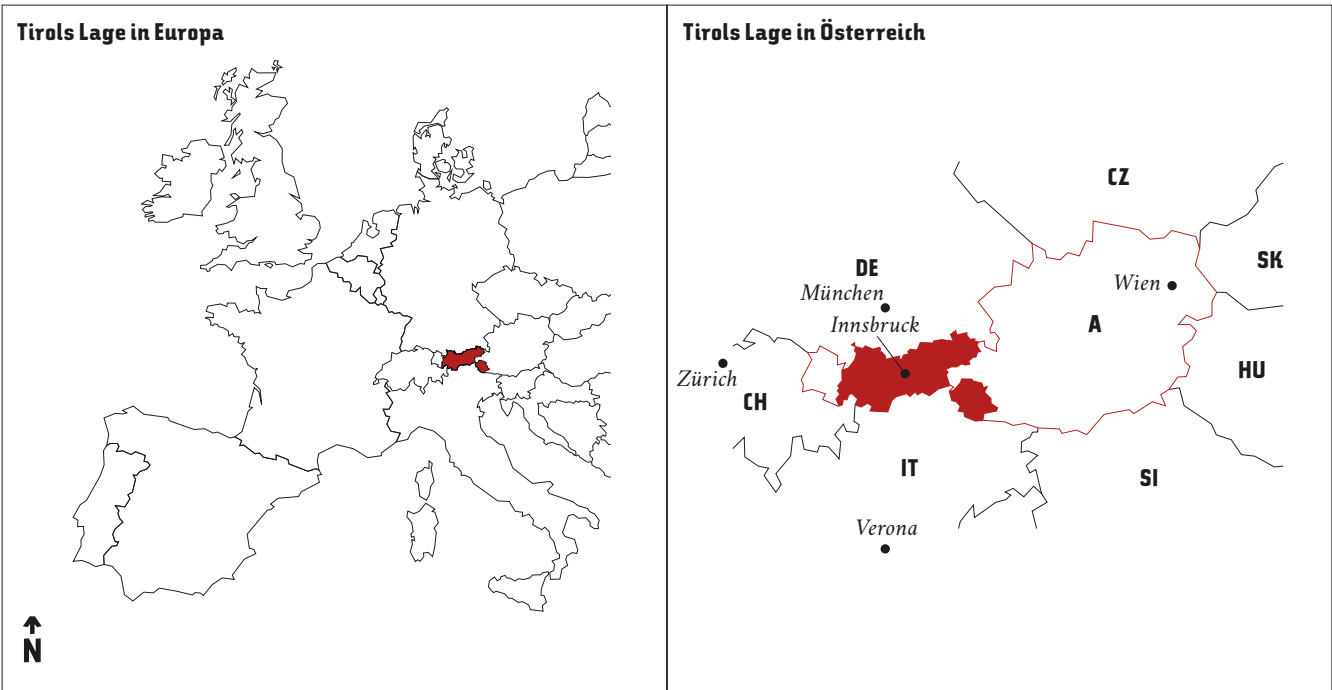 Tirols Lage in Europa
N
Tirols Lage in Österreich
CZ
SK
DE
München
Wien
Innsbruck
A
Zürich
HU
CH
IT
SI
Verona